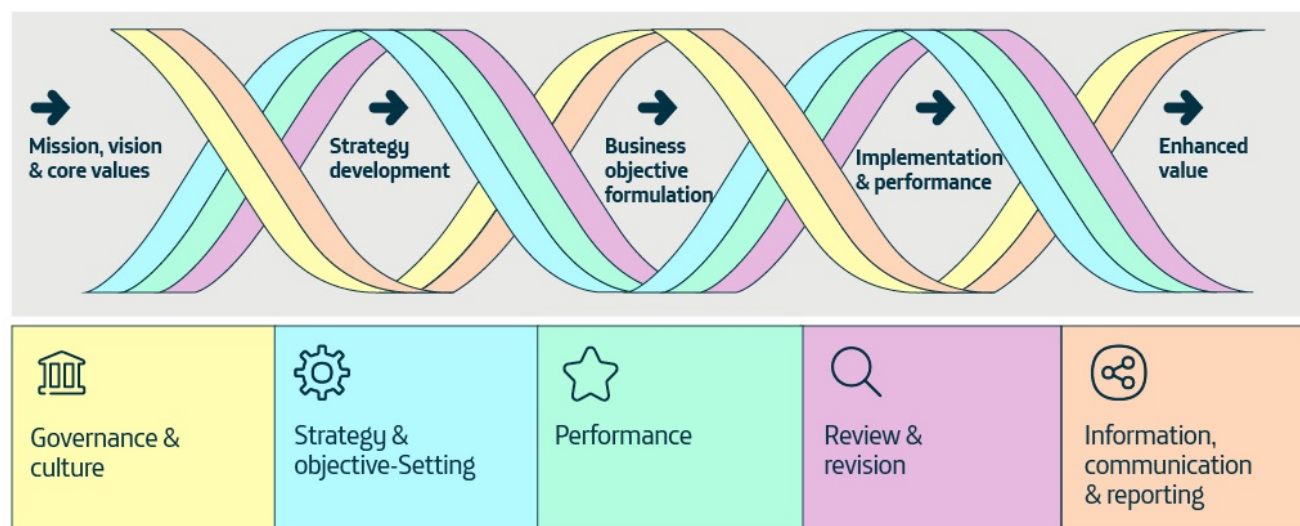 Mission, vision
& core values
Strategy
development
Business
objective
formulation
Implementation
& performance
Enhanced
value
Governance &
culture
Strategy &
objective-Setting
Performance
Review &
revision
Information,
communication
& reporting